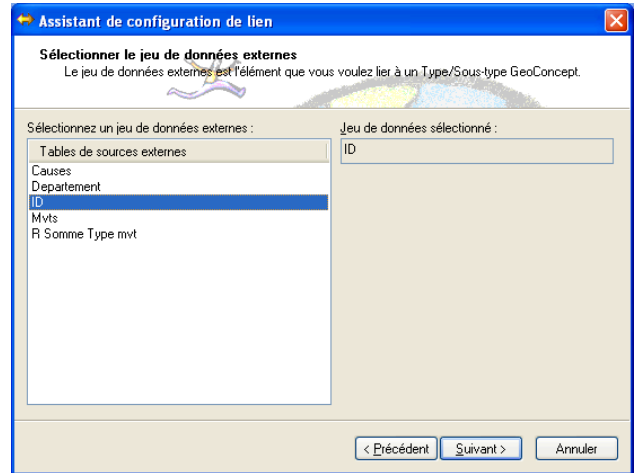 Assistant de configuration de lien
Sélectionner le jeu de données externes
Le jeu de données externes est l'élément que vous voulez lier à un Type/Sous-type GeoConcept.
Sélectionnez un jeu de données externes :
Jeu de données sélectionné :
Tables de sources externes
ID
Causes
Departement
ID
Mvts
R Somme Type mvt
< Précédent
Suivant >
Annuler